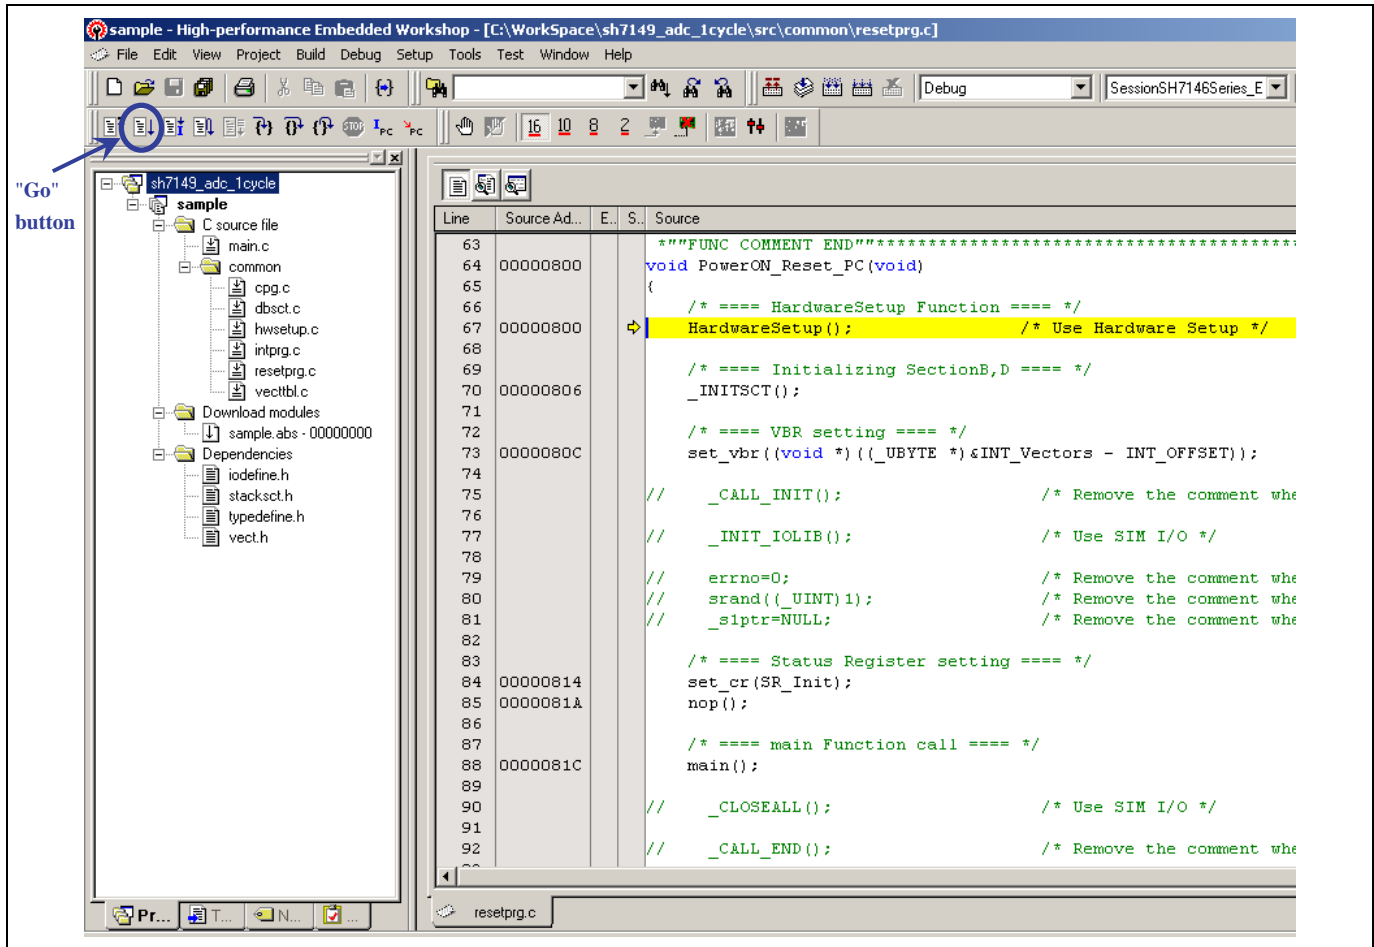 sample - High-performance Embedded Workshop - [C:\WorkSpace\sh7149_adc_1cycle\src\common\resetprg.c]
File Edit View Project Build Debug Setup Tools Test Window Help
Debug
SessionSH7146Series_E
STOP
PC
PC
16 10 8 2
"Go"
button
sh7149_adc_1cycle
sample
C source file
main.c
common
cpg.c
dbsct.c
hwsetup.c
intprg.c
resetprg.c
vecttbl.c
Download modules
sample.abs - 00000000
Dependencies
iodefine.h
stacksct.h
typedefine.h
vect.h
Pr... T... N... ...
Line Source Ad... E.. S.. Source
63 *""FUNC COMMENT END""*****************************************
64 00000800 void PowerON_Reset_PC(void)
65 {
66 /* ==== HardwareSetup Function ==== */
67 00000800 HardwareSetup(); /* Use Hardware Setup */
68
69 /* ==== Initializing SectionB,D ==== */
70 00000806 _INITSCT();
71
72 /* ==== VBR setting ==== */
73 0000080C set_vbr((void *)((_UBYTE *)&INT_Vectors - INT_OFFSET));
74
75 // _CALL_INIT(); /* Remove the comment whe
76
77 // _INIT_IOLIB(); /* Use SIM I/O */
78
79 // errno=0; /* Remove the comment whe
80 // srand((_UINT)1); /* Remove the comment whe
81 // _s1ptr=NULL; /* Remove the comment whe
82
83 /* ==== Status Register setting ==== */
84 00000814 set_cr(SR_Init);
85 0000081A nop();
86
87 /* ==== main Function call ==== */
88 0000081C main();
89
90 // _CLOSEALL(); /* Use SIM I/O */
91
92 // _CALL_END(); /* Remove the comment whe
resetprg.c